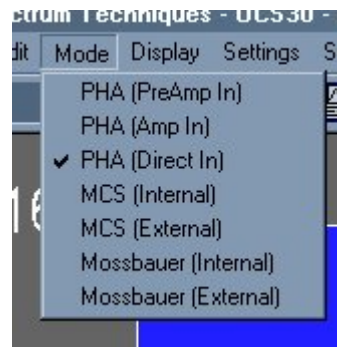 Spectrum Techniques - UCS30 -
dit Mode Display Settings S
PHA (PreAmp In)
PHA (Amp In)
✓ PHA (Direct In)
MCS (Internal)
MCS (External)
Mossbauer (Internal)
Mossbauer (External)
16